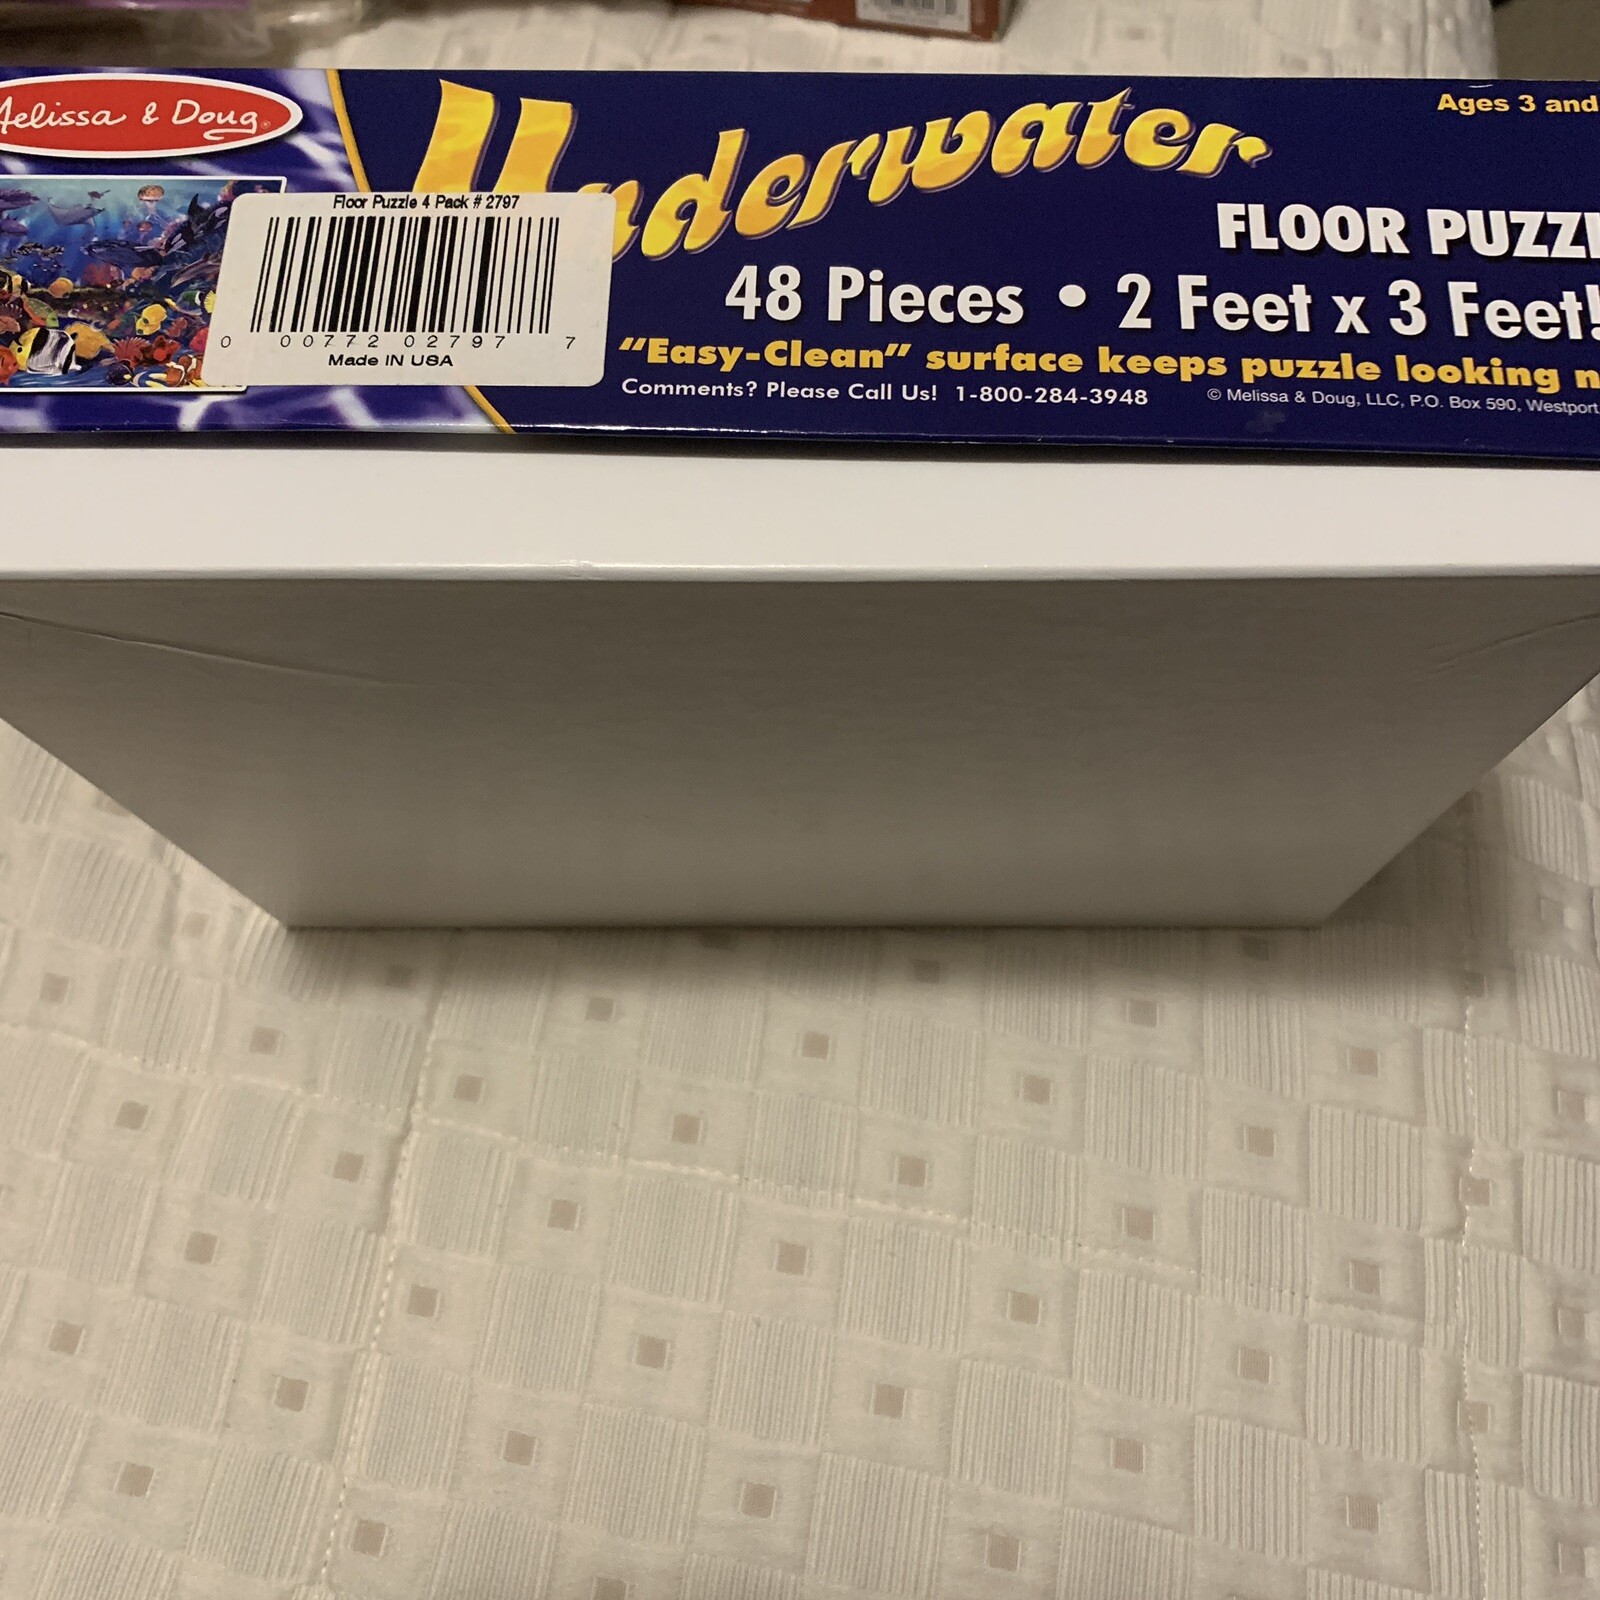 Melissa & Doug
Underwater
Ages 3 and
Floor Puzzle 4 Pack # 2797
FLOOR PUZZL
48 Pieces • 2 Feet x 3 Feet!
0 00772 02797 7
Made IN USA
"Easy-Clean" surface keeps puzzle looking n
Comments? Please Call Us! 1-800-284-3948
© Melissa & Doug, LLC, P.O. Box 590, Westport